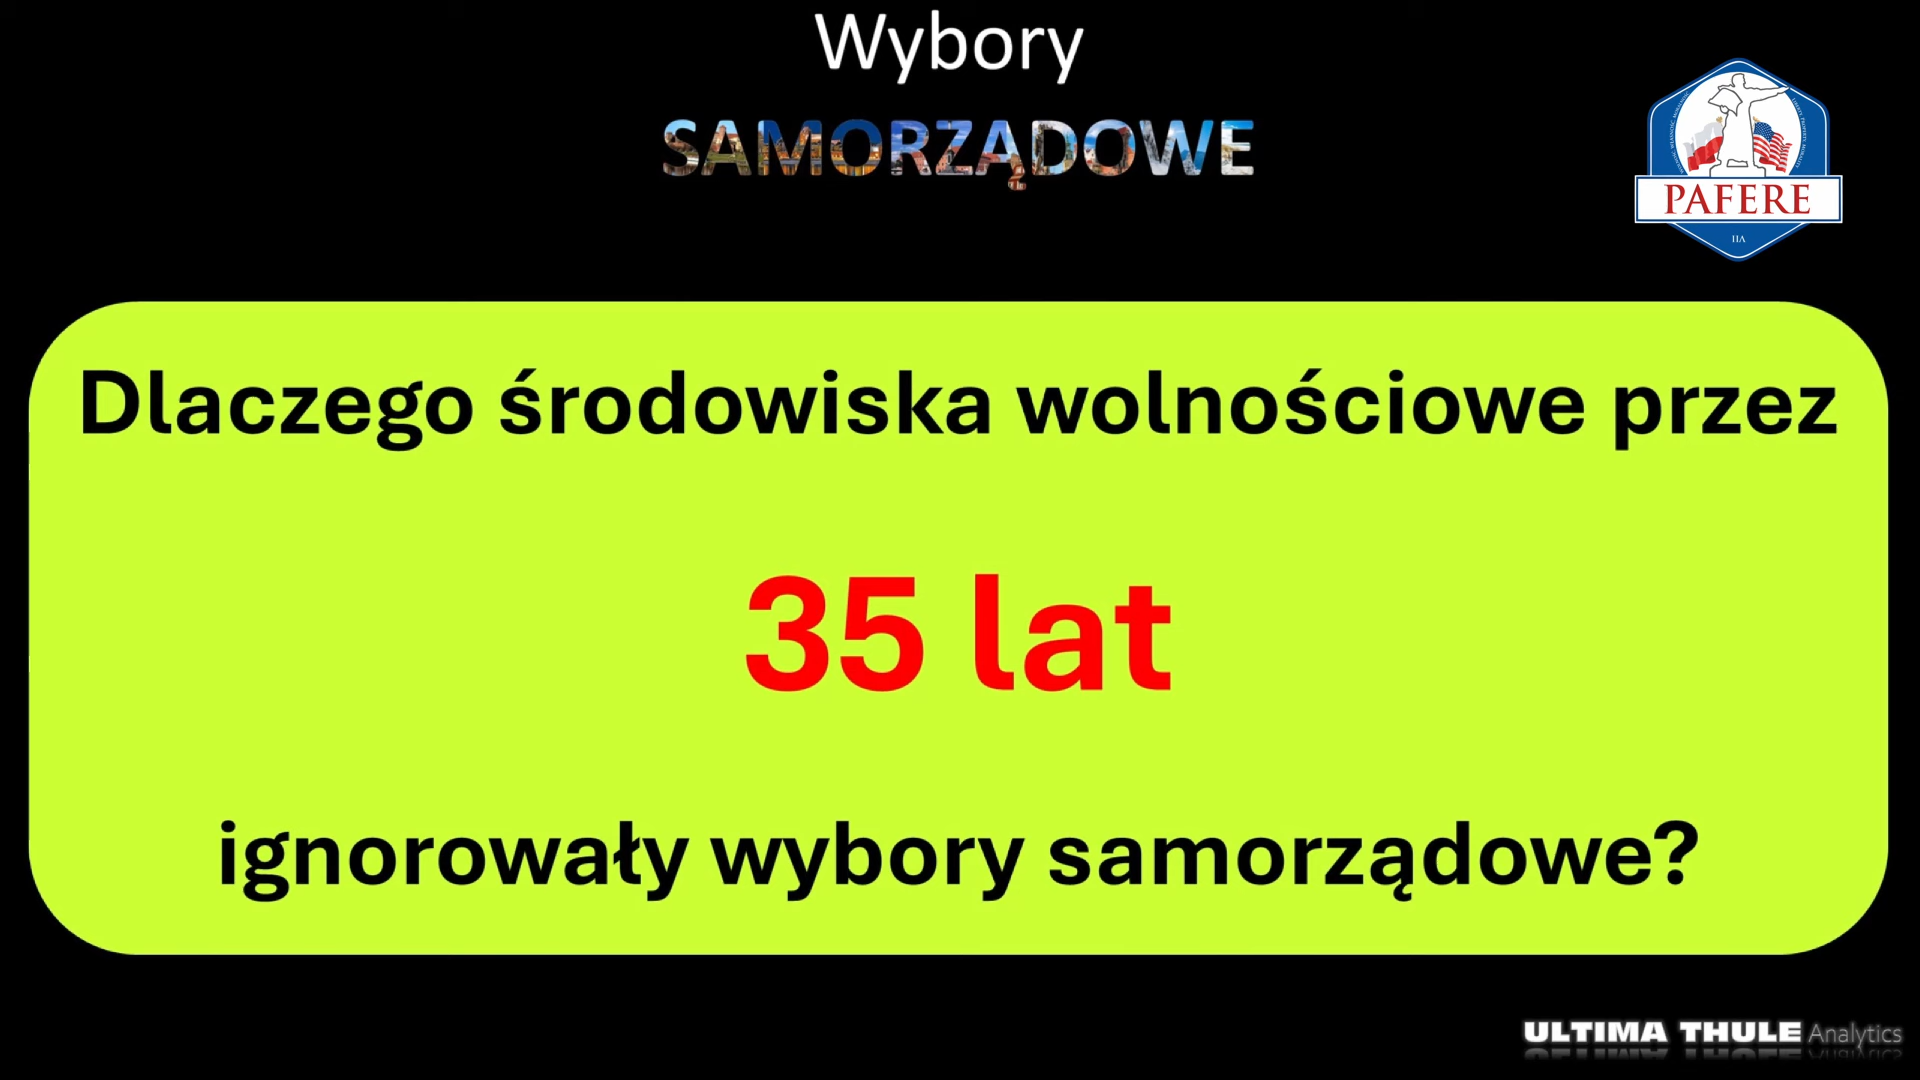 Wybory
SAMORZĄDOWE
PAFERE
Dlaczego środowiska wolnościowe przez
35 lat
ignorowały wybory samorządowe?
ULTIMA THULE Analytics